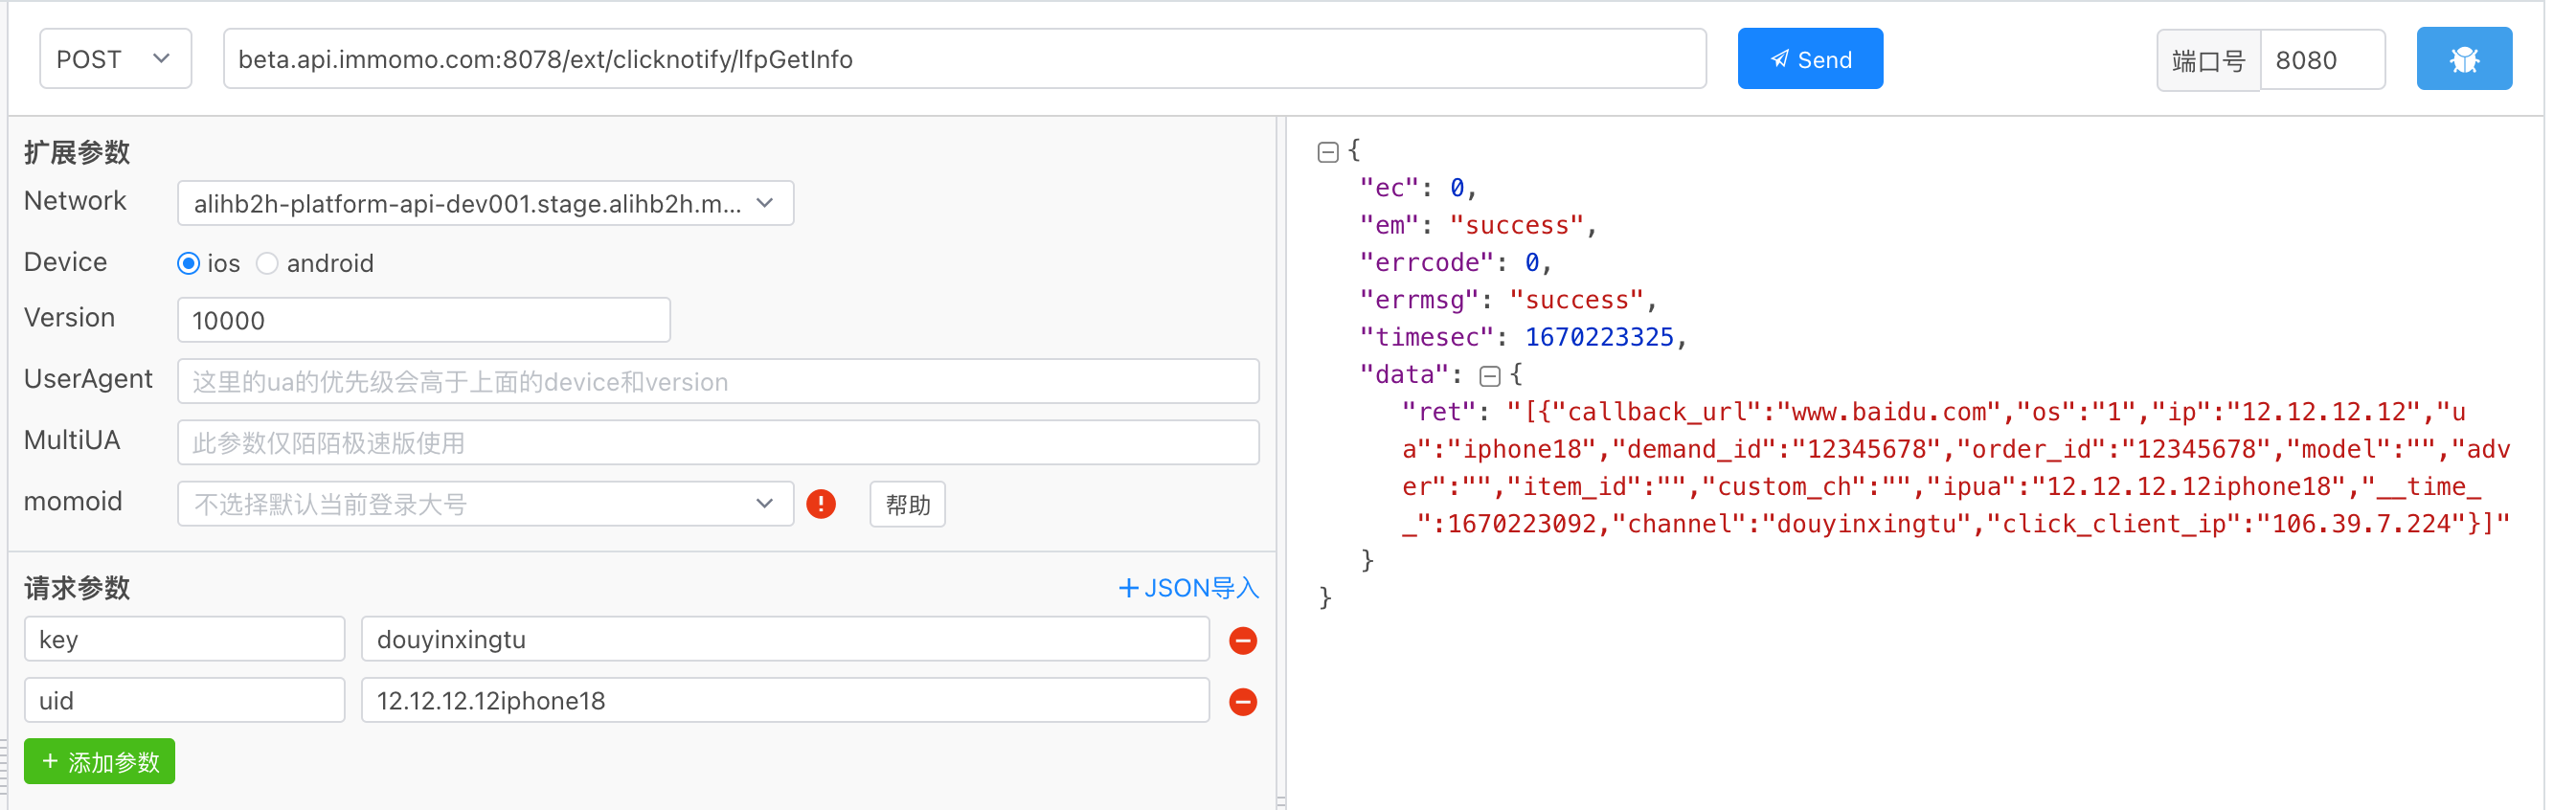 POST
beta.api.immomo.com:8078/ext/clicknotify/lfpGetInfo
Send
端口号
8080
扩展参数
Network
alihb2h-platform-api-dev001.stage.alihb2h.m...
Device
ios
android
Version
10000
UserAgent
这里的ua的优先级会高于上面的device和version
MultiUA
此参数仅陌陌极速版使用
momoid
不选择默认当前登录大号
帮助
请求参数
JSON导入
key
douyinxingtu
uid
12.12.12.12iphone18
+ 添加参数
{
"ec": 0,
"em": "success",
"errcode": 0,
"errmsg": "success",
"timesec": 1670223325,
"data": {
"ret": "[{"callback_url":"www.baidu.com","os":"1","ip":"12.12.12.12","u
a":"iphone18","demand_id":"12345678","order_id":"12345678","model":"","adv
er":"","item_id":"","custom_ch":"","ipua":"12.12.12.12iphone18","__time_
_":1670223092,"channel":"douyinxingtu","click_client_ip":"106.39.7.224"}]"
}
}